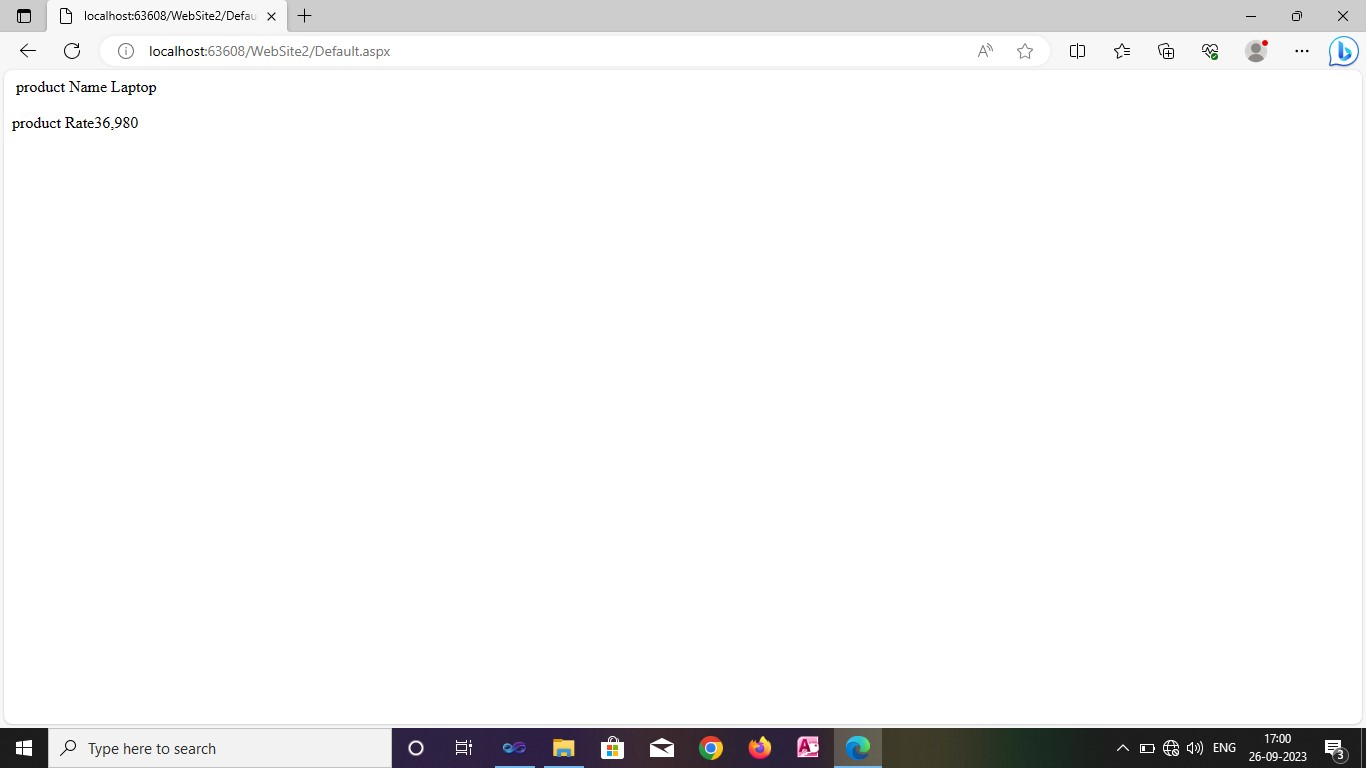 localhost:63608/WebSite2/Defau
localhost:63608/WebSite2/Default.aspx
product Name Laptop
product Rate36,980
Type here to search
ENG
17:00
26-09-2023
3